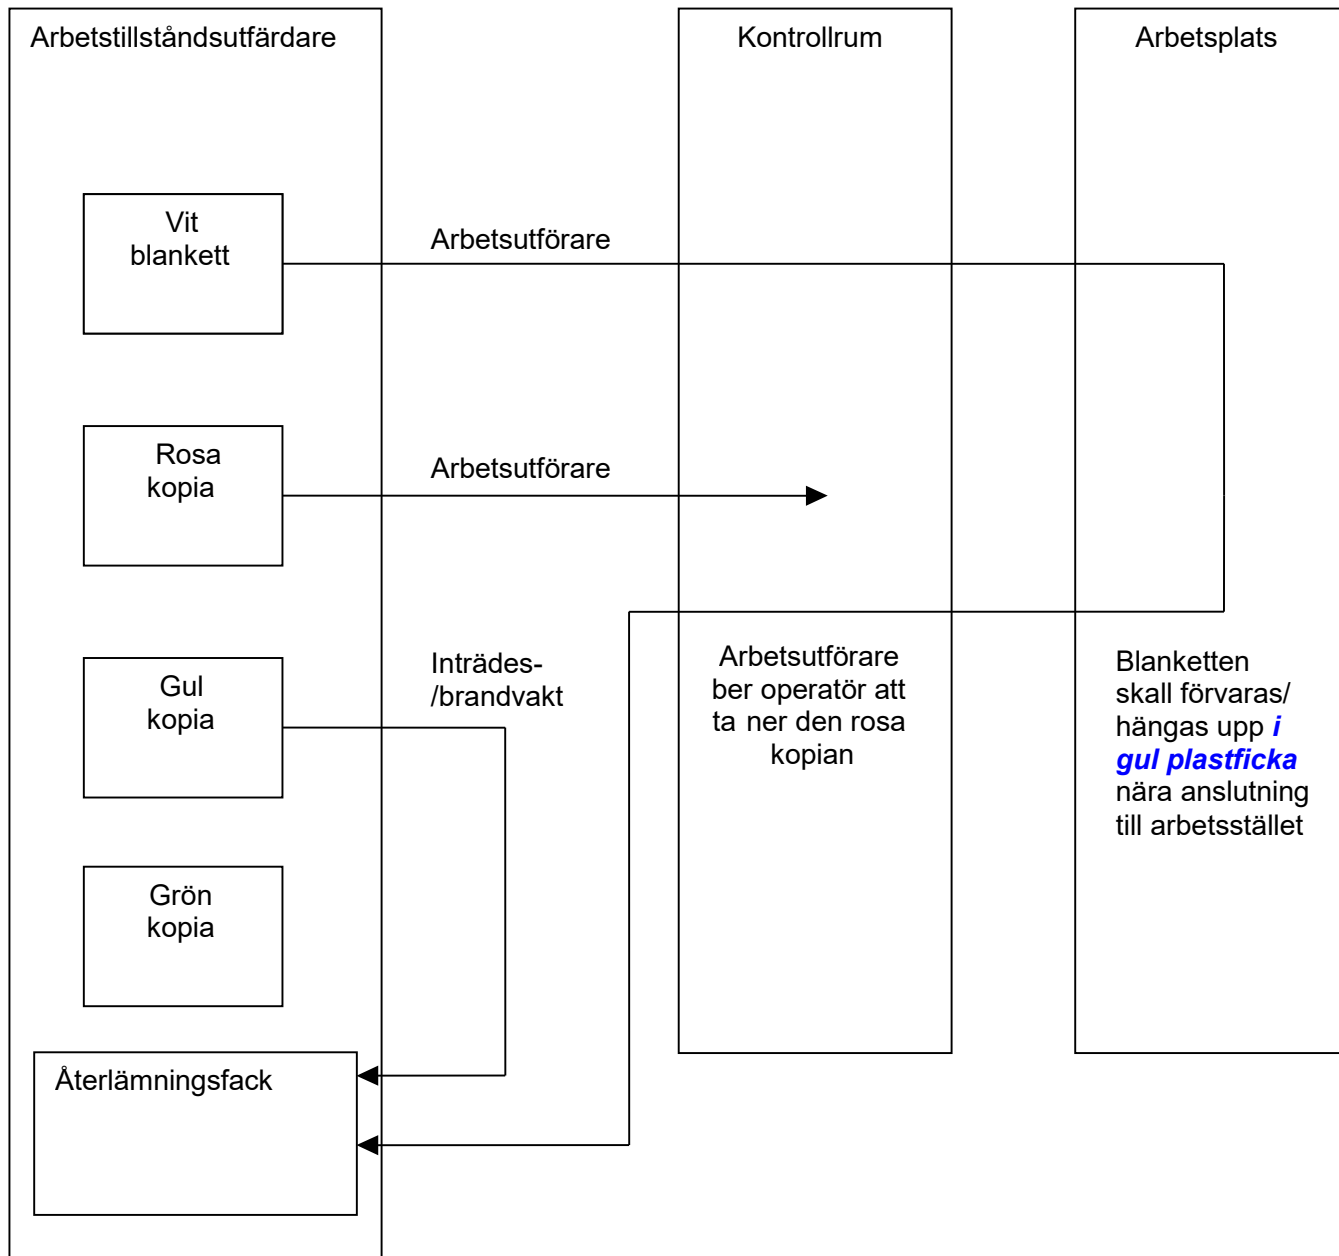 Arbetstillståndsutfärdare
Kontrollrum
Arbetsplats
Vit
blankett
Arbetsutförare
Rosa
kopia
Arbetsutförare
Gul
kopia
Inträdes-
/brandvakt
Arbetsutförare
ber operatör att
ta ner den rosa
kopian
Blanketten
skall förvaras/
hängas upp i
gul plastficka
nära anslutning
till arbetsstället
Grön
kopia
Återlämningsfack